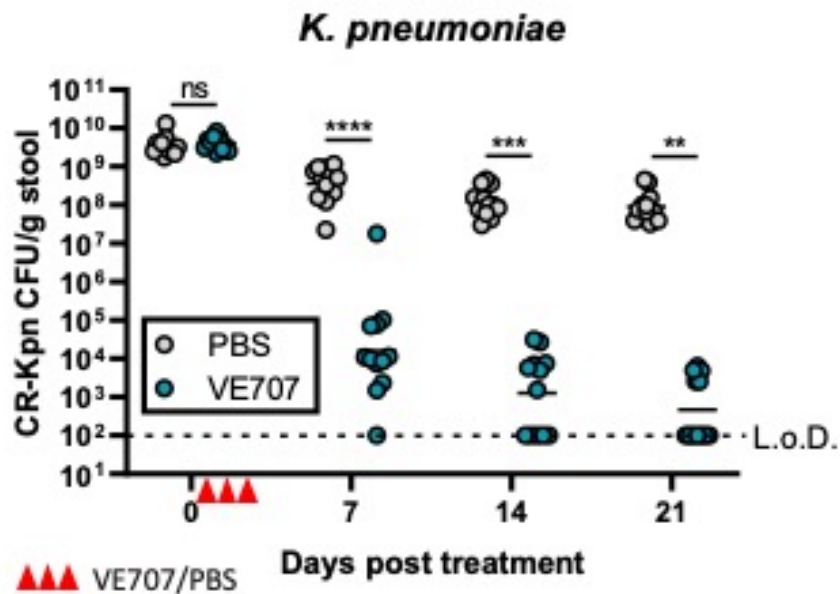 K. pneumoniae
CR-Kpn CFU/g stool
10¹¹
10¹⁰
10⁹
10⁸
10⁷
10⁶
10⁵
10⁴
10³
10²
10¹
ns
****
***
**
PBS
VE707
L.o.D.
0 7 14 21
Days post treatment
VE707/PBS